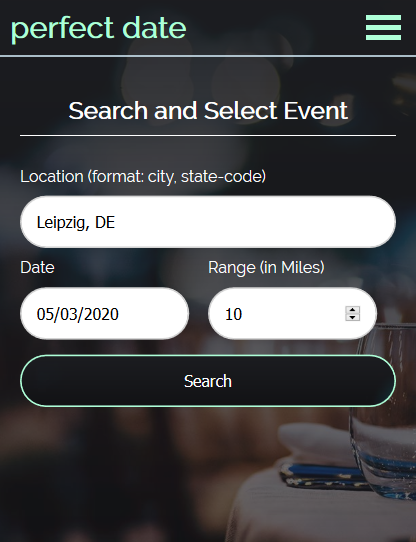 perfect date
Search and Select Event
Location (format: city, state-code)
Leipzig, DE
Date
Range (in Miles)
05/03/2020
10
Search